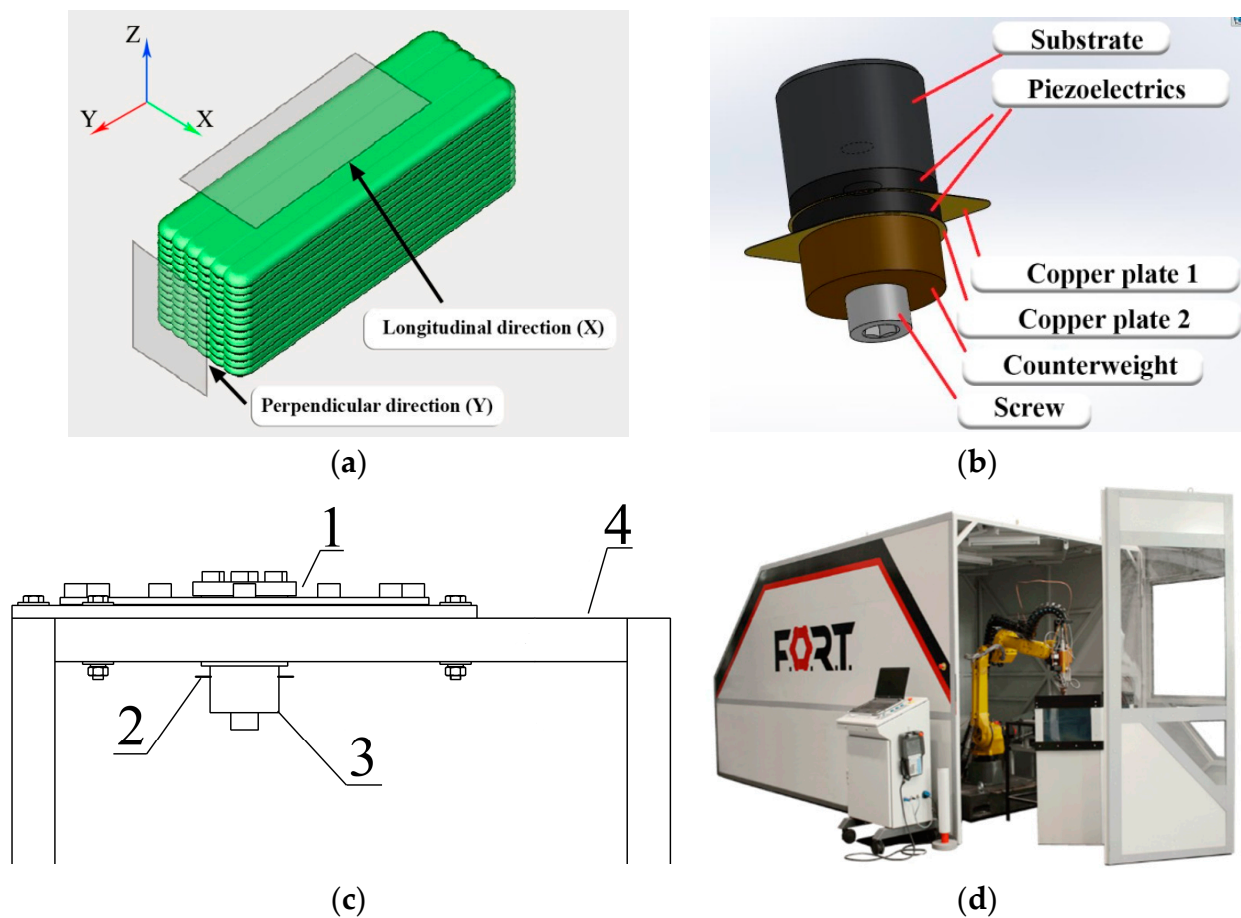 Z
Y
X
Longitudinal direction (X)
Perpendicular direction (Y)
(a)
Substrate
Piezoelectrics
Copper plate 1
Copper plate 2
Counterweight
Screw
(b)
1
4
2
3
(c)
F.O.R.T.
(d)